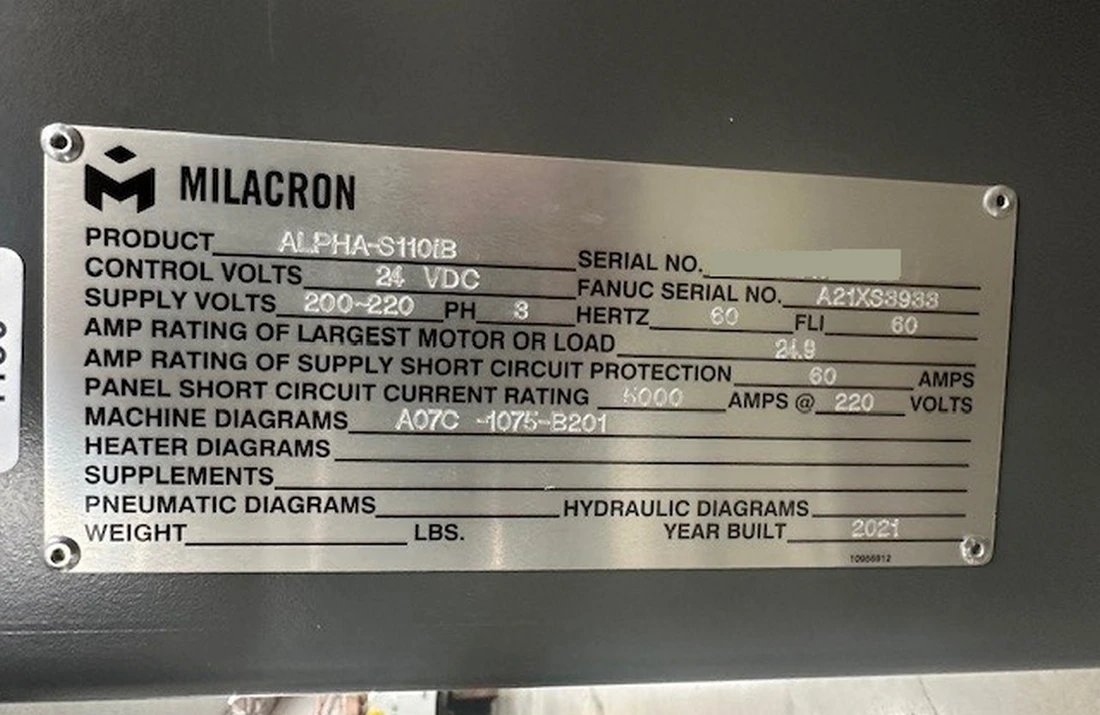 MILACRON
PRODUCT ALPHA-S110iB
SERIAL NO.
CONTROL VOLTS 24 VDC
FANUC SERIAL NO. A21XS3933
SUPPLY VOLTS 200~220 PH 3 HERTZ 60 FLI 60
AMP RATING OF LARGEST MOTOR OR LOAD 24.9
AMP RATING OF SUPPLY SHORT CIRCUIT PROTECTION 60 AMPS
PANEL SHORT CIRCUIT CURRENT RATING 5000 AMPS @ 220 VOLTS
MACHINE DIAGRAMS A07C -1075-B201
HEATER DIAGRAMS
SUPPLEMENTS
PNEUMATIC DIAGRAMS HYDRAULIC DIAGRAMS
WEIGHT LBS. YEAR BUILT 2021